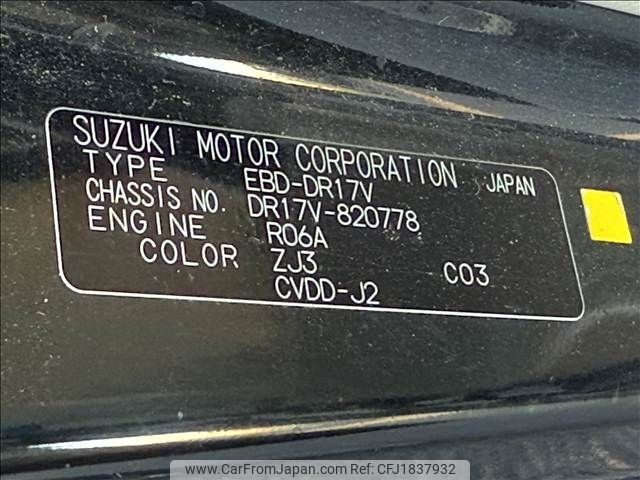 SUZUKI MOTOR CORPORATION JAPAN
TYPE EBD-DR17V
CHASSIS NO. DR17V-820778
ENGINE R06A
COLOR ZJ3 C03
CVDD-J2
www.CarFromJapan.com | Ref ID: CFJ1837932